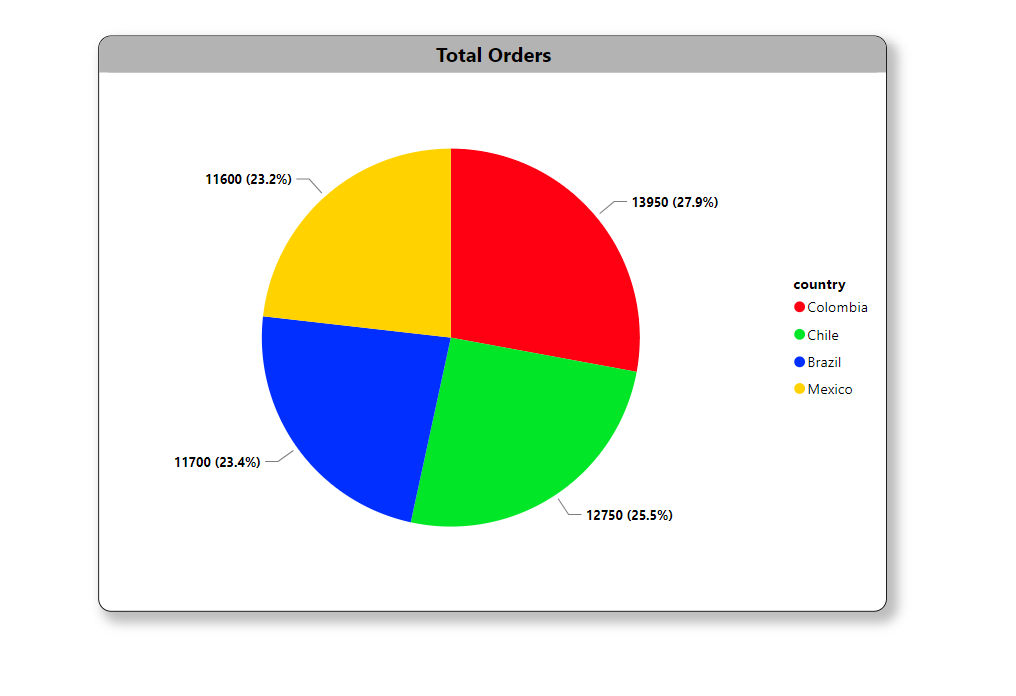 Total Orders
11600 (23.2%)
13950 (27.9%)
country
Colombia
Chile
Brazil
Mexico
11700 (23.4%)
12750 (25.5%)